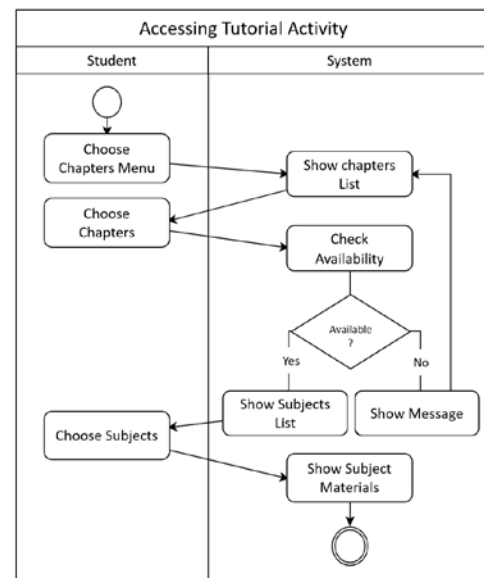 Accessing Tutorial Activity
Student
System
Choose
Chapters Menu
Show chapters
List
Choose
Chapters
Check
Availability
Available
?
Yes
No
Show Subjects
List
Show Message
Choose Subjects
Show Subject
Materials